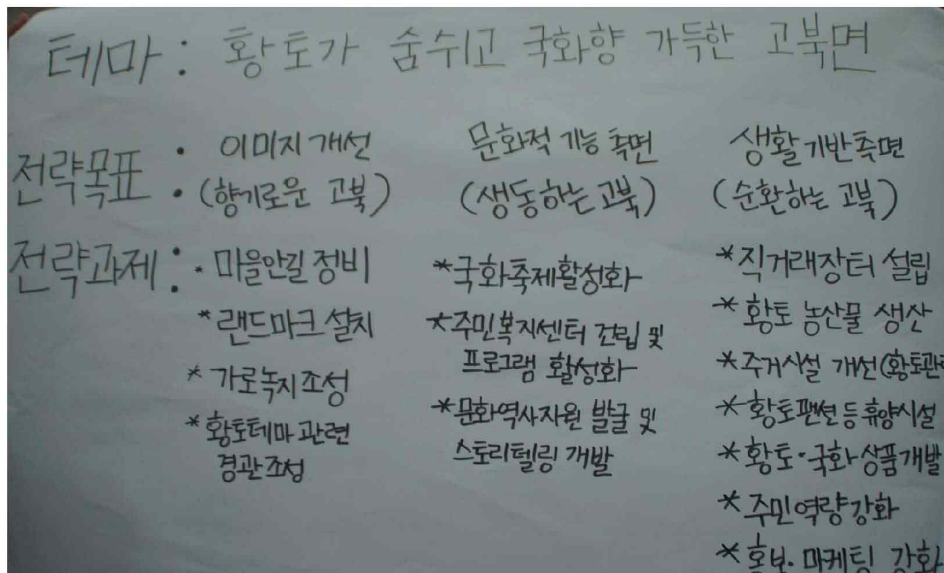 테마 : 황토가 숨쉬고 국화향 가득한 고북면
전략목표 : 이미지 개선 문화적 기능 측면 생활기반측면
(향기로운 고북) (생동하는 고북) (순환하는 고북)
전략과제 : · 마을안길 정비 *국화축제활성화 *직거래장터 설립
*랜드마크 설치 *주민복지센터 건립 및 *황토 농산물 생산
프로그램 활성화
*가로녹지조성 *주거시설 개선(황토관련
*황토테마 관련 *문화역사자원 발굴 및 *황토팬션 등 휴양시설
경관조성 스토리텔링 개발 *황토·국화 상품개발
*주민역량강화
*홍보·마케팅 강화